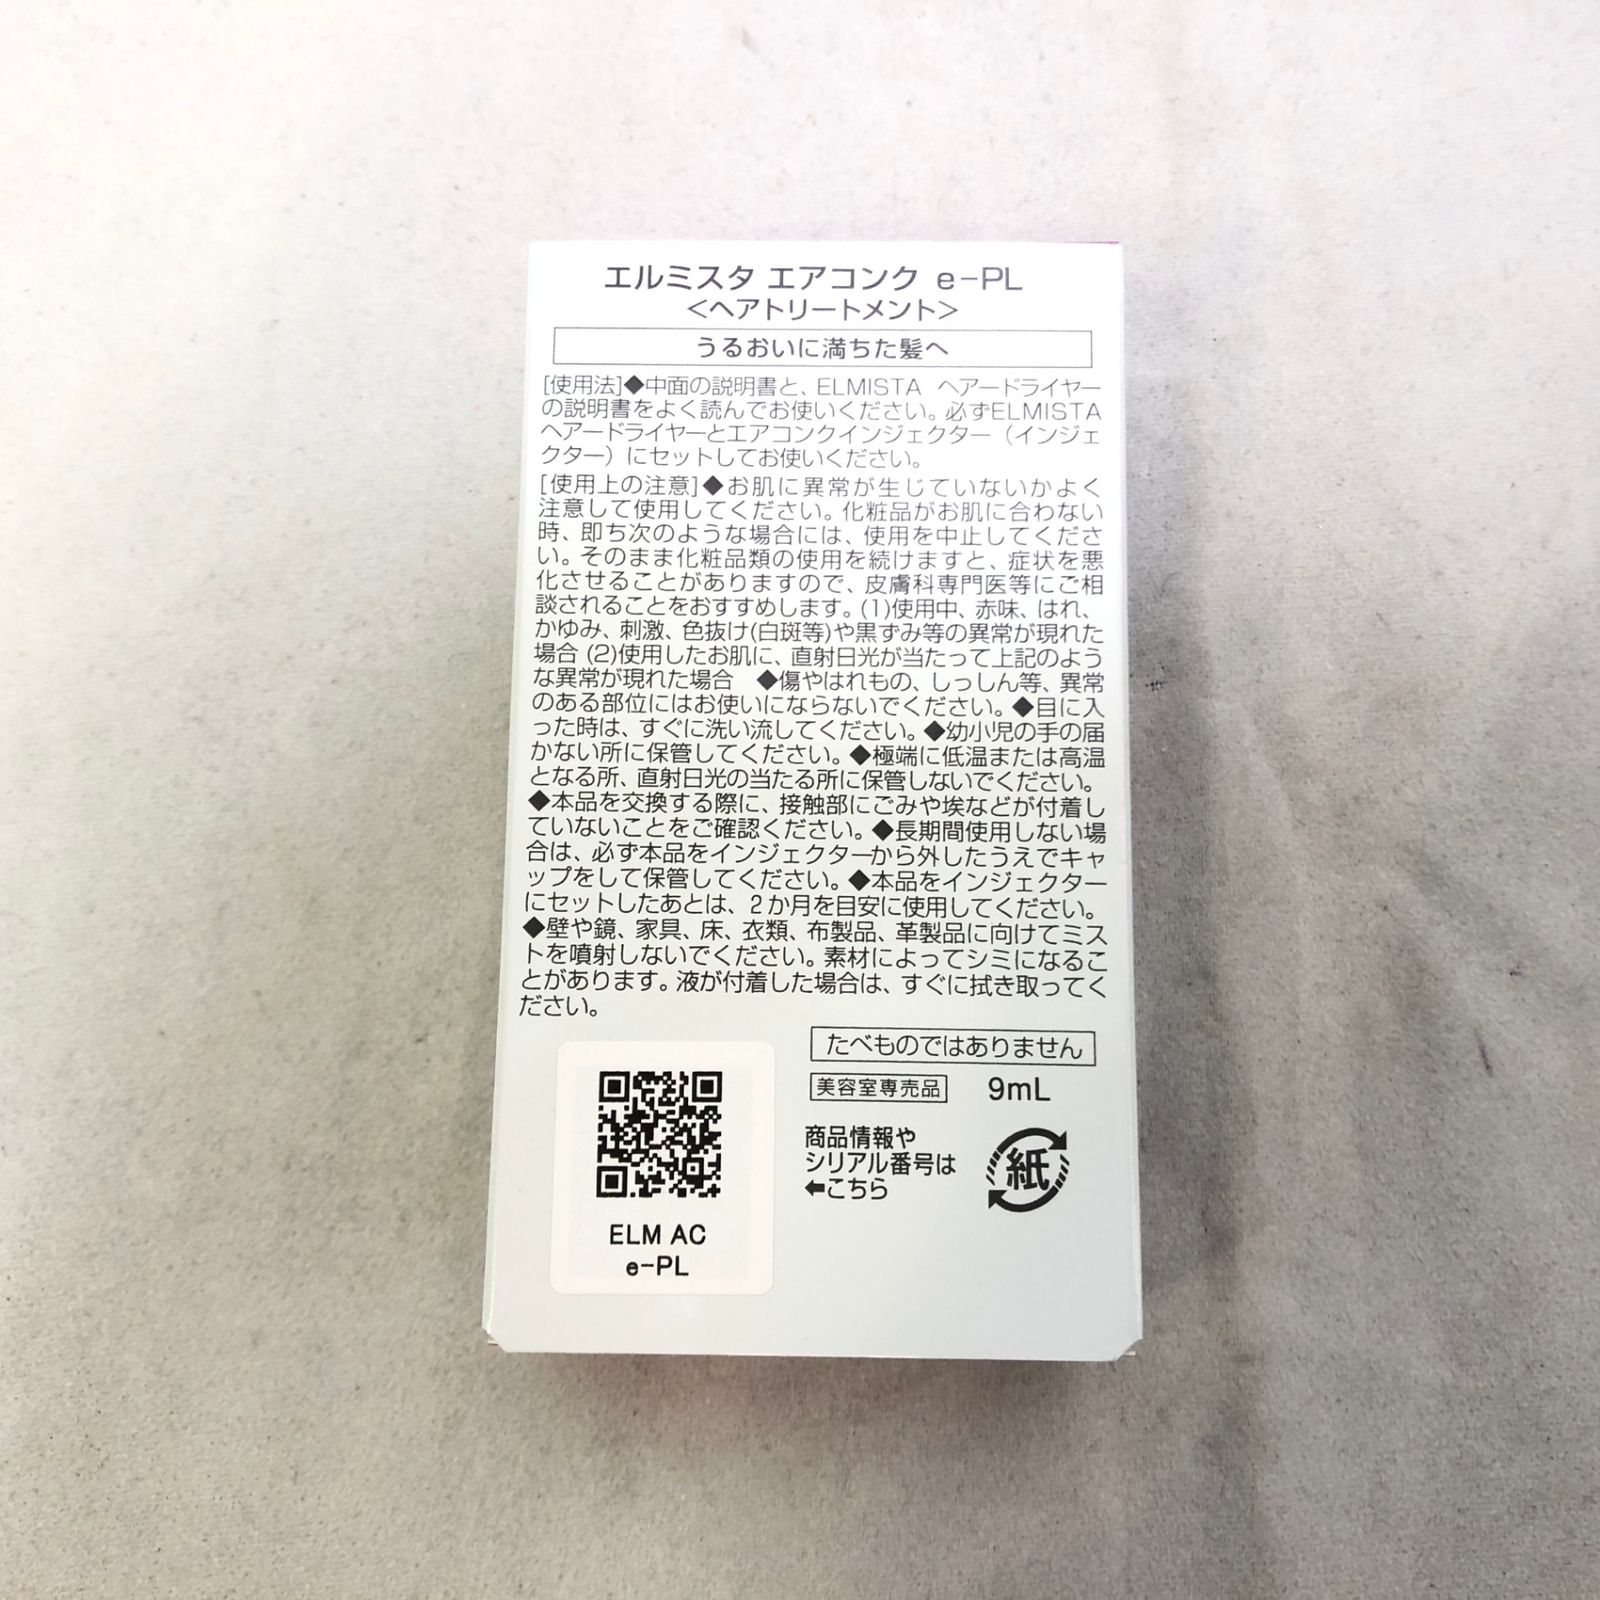 エルミスタ エアコンク e-PL
＜ヘアトリートメント＞
うるおいに満ちた髪へ
[使用法]◆中面の説明書と、ELMISTA ヘアードライヤー
の説明書をよく読んでお使いください。必ずELMISTA
ヘアードライヤーとエアコンクインジェクター（インジェ
クター）にセットしてお使いください。
[使用上の注意]◆お肌に異常が生じていないかよく
注意して使用してください。化粧品がお肌に合わない
時、即ち次のような場合には、使用を中止してくださ
い。そのまま化粧品類の使用を続けますと、症状を悪
化させることがありますので、皮膚科専門医等にご相
談されることをおすすめします。(1)使用中、赤味、はれ、
かゆみ、刺激、色抜け(白斑等)や黒ずみ等の異常が現れた
場合 (2)使用したお肌に、直射日光が当たって上記のよう
な異常が現れた場合 ◆傷やはれもの、しっしん等、異常
のある部位にはお使いにならないでください。◆目に入
った時は、すぐに洗い流してください。◆幼小児の手の届
かない所に保管してください。◆極端に低温または高温
となる所、直射日光の当たる所に保管しないでください。
◆本品を交換する際に、接触部にごみや埃などが付着し
ていないことをご確認ください。◆長期間使用しない場
合は、必ず本品をインジェクターから外したうえでキャ
ップをして保管してください。◆本品をインジェクター
にセットしたあとは、2か月を目安に使用してください。
◆壁や鏡、家具、床、衣類、布製品、革製品に向けてミス
トを噴射しないでください。素材によってシミになるこ
とがあります。液が付着した場合は、すぐに拭き取ってく
ださい。
たべものではありません
美容室専売品 9mL
商品情報や
シリアル番号は
←こちら
紙
ELM AC
e-PL